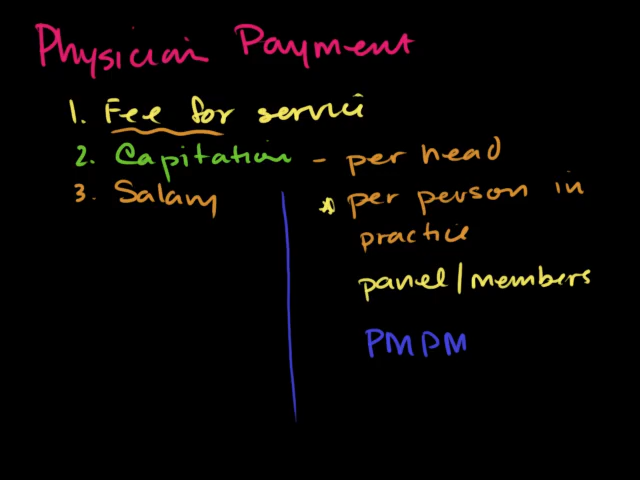 Physician Payment
1. Fee for service
2. Capitation - per head
3. Salary
* per person in
practice
panel/members
PMPM